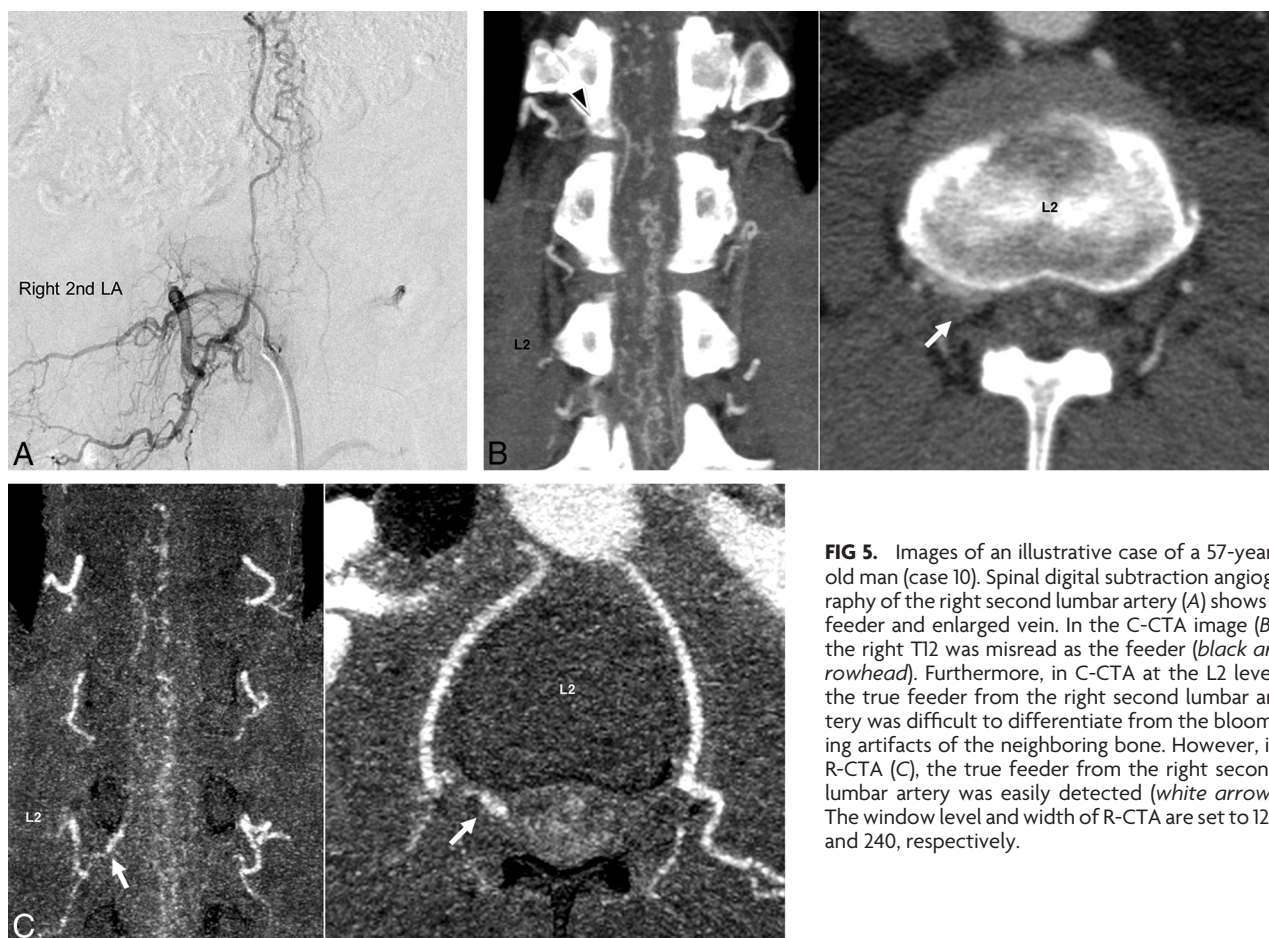 Right 2nd LA
A
L2
B
L2
L2
C
L2
FIG 5. Images of an illustrative case of a 57-year
old man (case 10). Spinal digital subtraction angiog
raphy of the right second lumbar artery (A) shows
feeder and enlarged vein. In the C-CTA image (B
the right T12 was misread as the feeder (black ar
rowhead). Furthermore, in C-CTA at the L2 leve
the true feeder from the right second lumbar ar
tery was difficult to differentiate from the bloom
ing artifacts of the neighboring bone. However, i
R-CTA (C), the true feeder from the right secon
lumbar artery was easily detected (white arrow
The window level and width of R-CTA are set to 12
and 240, respectively.